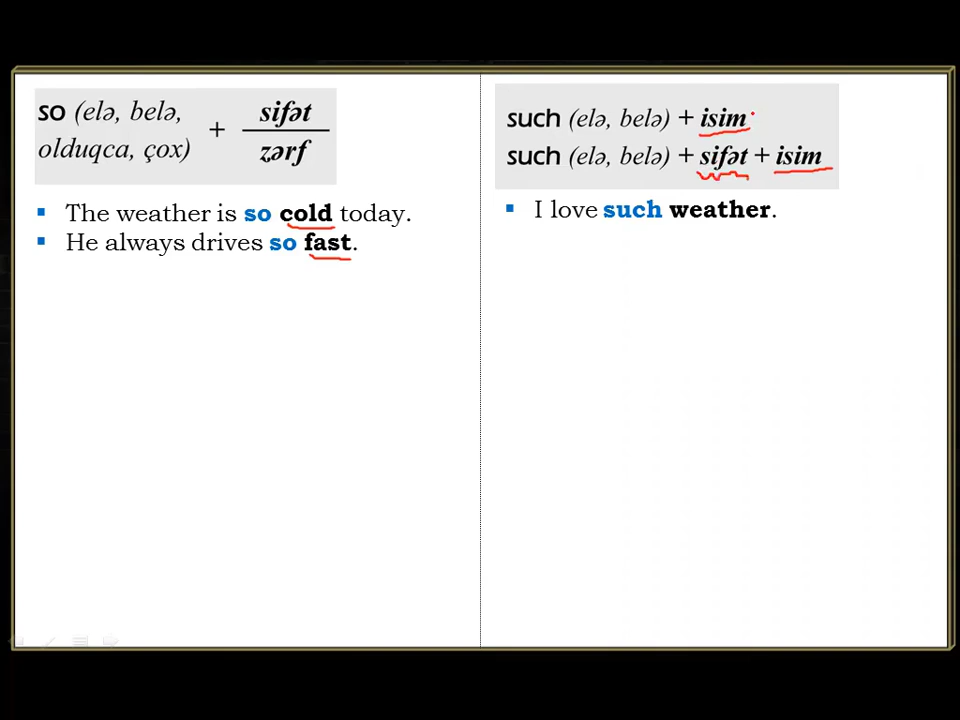 so (elə, belə, + sifət
olduqca, çox) zərf
▪ The weather is so cold today.
▪ He always drives so fast.
such (elə, belə) + isim
such (elə, belə) + sifət + isim
▪ I love such weather.